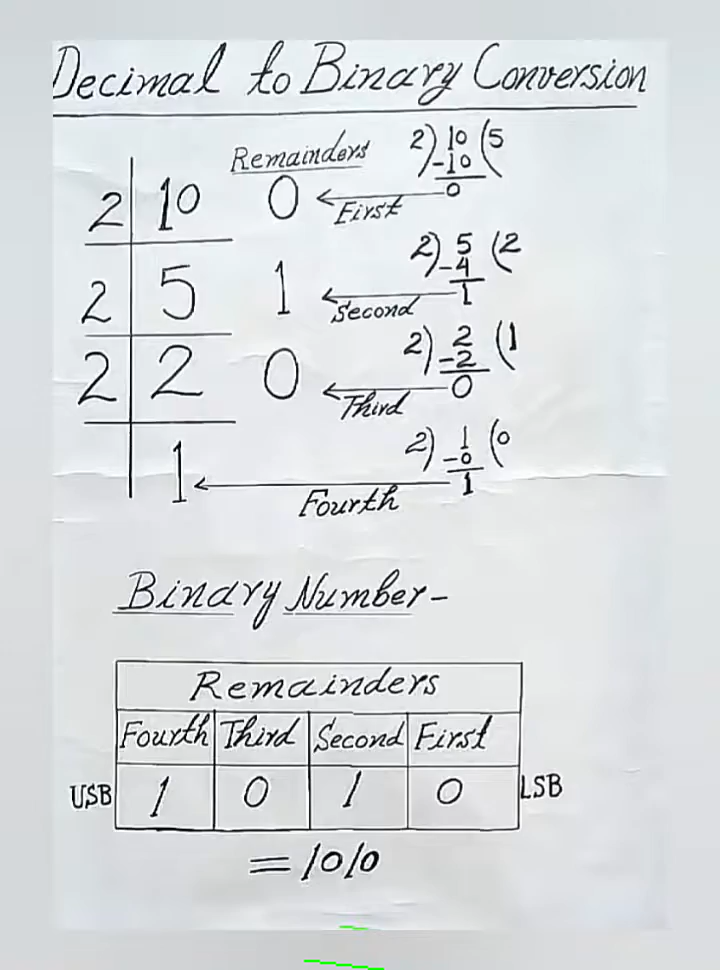 Decimal to Binary Conversion
Remainders
2) 10 (5
-10
0
2 10 0 First
2) 5 (2
-4
1
2 5 1 Second
2) 2 (1
-2
0
2 2 0 Third
2) 1 (0
-0
1
1 Fourth
Binary Number-
Remainders
Fourth Third Second First
USB 1 0 1 0 LSB
= 1010